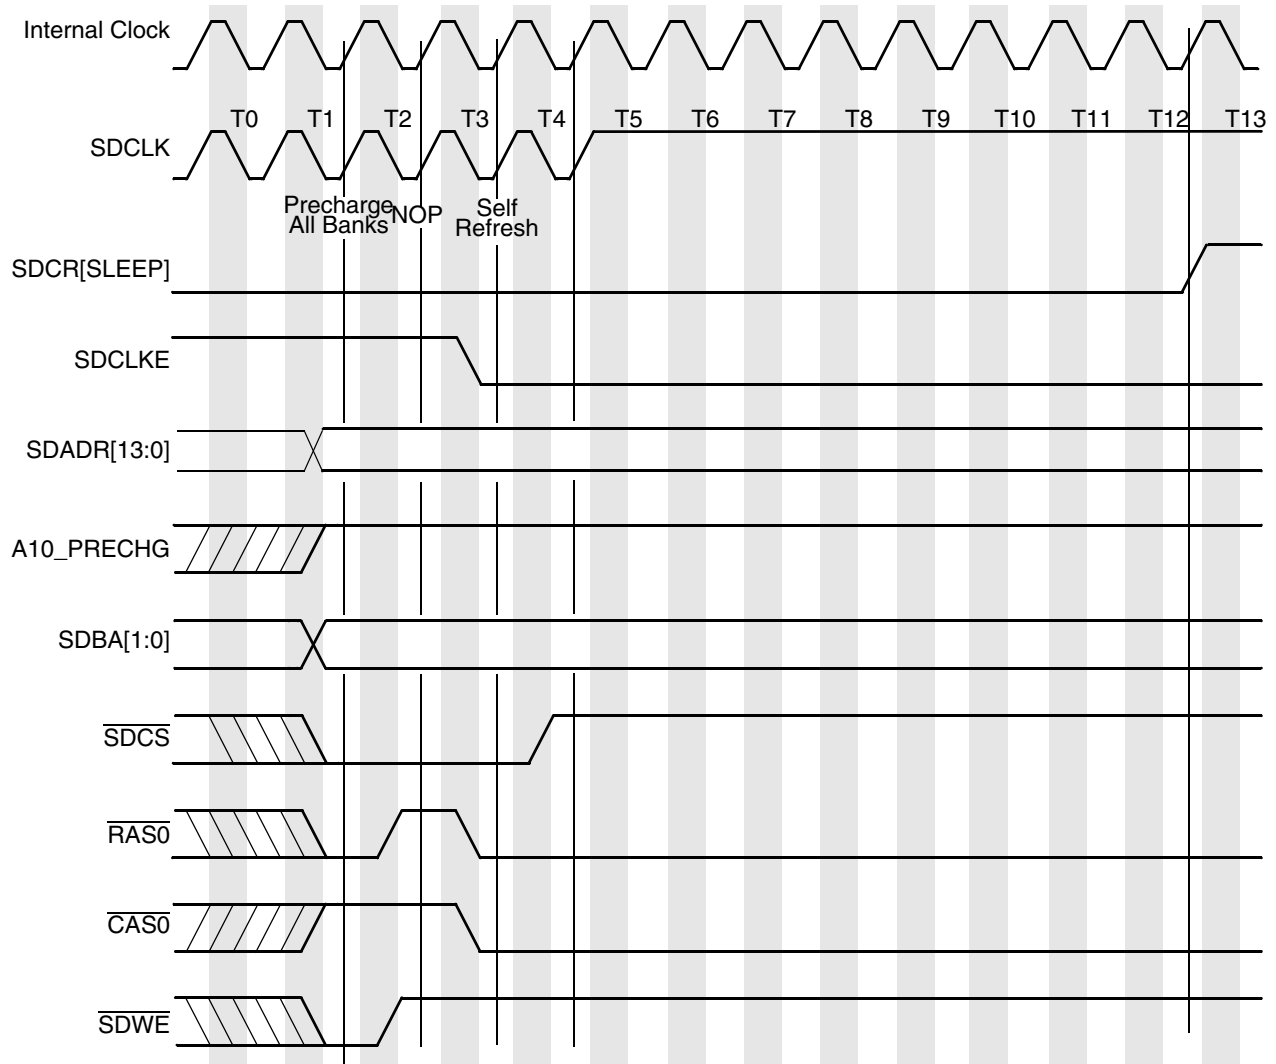 Internal Clock
T0 T1 T2 T3 T4 T5 T6 T7 T8 T9 T10 T11 T12 T13
SDCLK
Precharge
All Banks
NOP
Self
Refresh
SDCR[SLEEP]
SDCLKE
SDADR[13:0]
A10_PRECHG
SDBA[1:0]
SDCS
RAS0
CAS0
SDWE